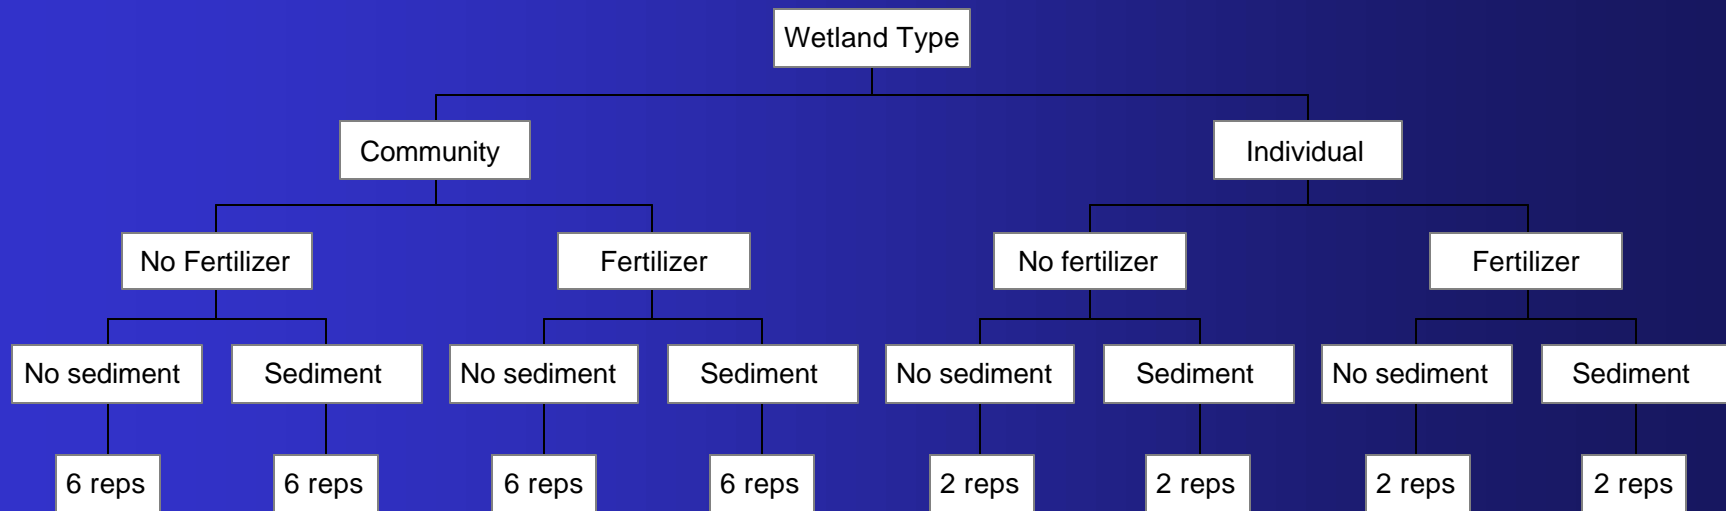 Wetland Type
Community
Individual
No Fertilizer
Fertilizer
No fertilizer
Fertilizer
No sediment
Sediment
No sediment
Sediment
No sediment
Sediment
No sediment
Sediment
6 reps
6 reps
6 reps
6 reps
2 reps
2 reps
2 reps
2 reps